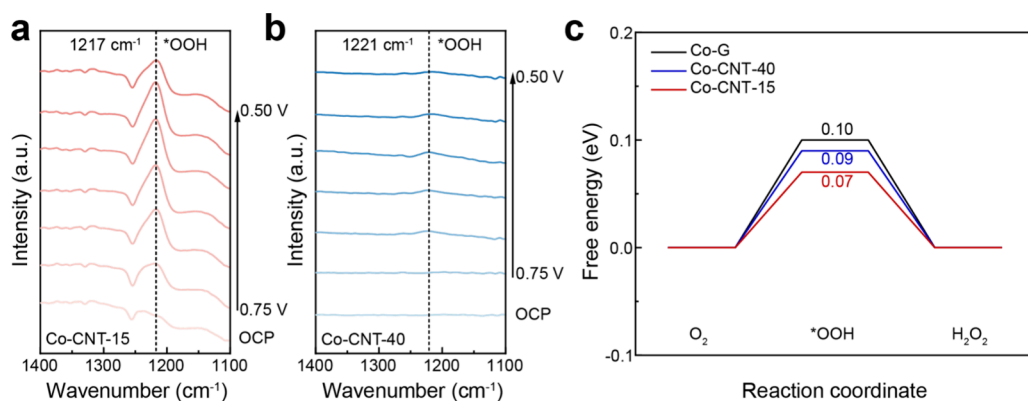 a
1217 cm⁻¹ *OOH
0.50 V
0.75 V
OCP
Co-CNT-15
Intensity (a.u.)
1400 1300 1200 1100
Wavenumber (cm⁻¹)
b
1221 cm⁻¹ *OOH
0.50 V
0.75 V
OCP
Co-CNT-40
Intensity (a.u.)
1400 1300 1200 1100
Wavenumber (cm⁻¹)
c
Co-G
Co-CNT-40
Co-CNT-15
0.2
0.1
0.0
-0.1
Free energy (eV)
0.10
0.09
0.07
O₂ *OOH H₂O₂
Reaction coordinate